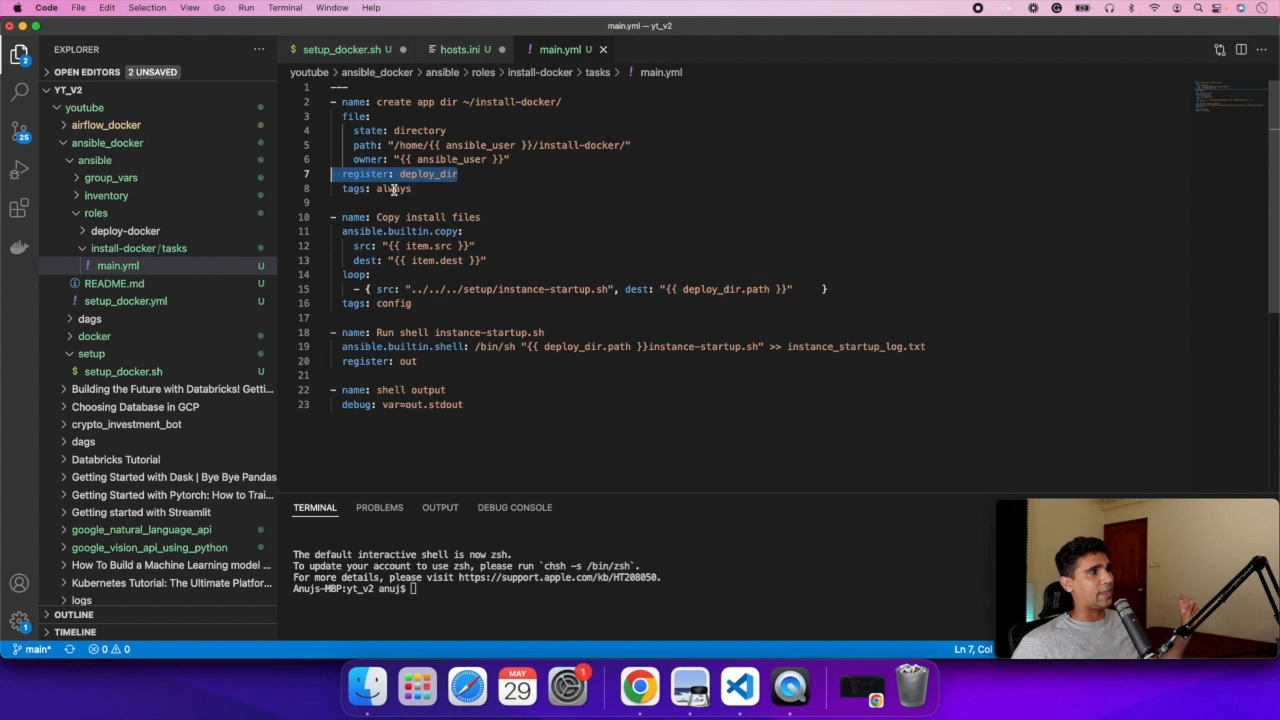 Code File Edit Selection View Go Run Terminal Window Help
main.yml — yt_v2
EXPLORER
setup_docker.sh U
hosts.ini U
main.yml U
OPEN EDITORS 2 UNSAVED
youtube > ansible_docker > ansible > roles > install-docker > tasks > ! main.yml
YT_V2
youtube
airflow_docker
ansible_docker
ansible
group_vars
inventory
roles
deploy-docker
install-docker/tasks
! main.yml U
README.md U
$ setup_docker.yml U
dags
docker
setup
$ setup_docker.sh U
Building the Future with Databricks! Getti...
Choosing Database in GCP
crypto_investment_bot
dags
Databricks Tutorial
Getting Started with Dask | Bye Bye Pandas
Getting Started with Pytorch: How to Trai...
Getting started with Streamlit
google_natural_language_api
google_vision_api_using_python
How To Build a Machine Learning model ...
Kubernetes Tutorial: The Ultimate Platfor...
logs
OUTLINE
TIMELINE
2
25
1
1 ---
2 - name: create app dir ~/install-docker/
3 file:
4 state: directory
5 path: "/home/{{ ansible_user }}/install-docker/"
6 owner: "{{ ansible_user }}"
7 register: deploy_dir
8 tags: always
9
10 - name: Copy install files
11 ansible.builtin.copy:
12 src: "{{ item.src }}"
13 dest: "{{ item.dest }}"
14 loop:
15 - { src: "../../../setup/instance-startup.sh", dest: "{{ deploy_dir.path }}" }
16 tags: config
17
18 - name: Run shell instance-startup.sh
19 ansible.builtin.shell: /bin/sh "{{ deploy_dir.path }}instance-startup.sh" >> instance_startup_log.txt
20 register: out
21
22 - name: shell output
23 debug: var=out.stdout
TERMINAL PROBLEMS OUTPUT DEBUG CONSOLE
The default interactive shell is now zsh.
To update your account to use zsh, please run `chsh -s /bin/zsh`.
For more details, please visit https://support.apple.com/kb/HT208050.
Anujs-MBP:yt_v2 anuj$
main* 0 0
Ln 7, Col
MAY
29
1